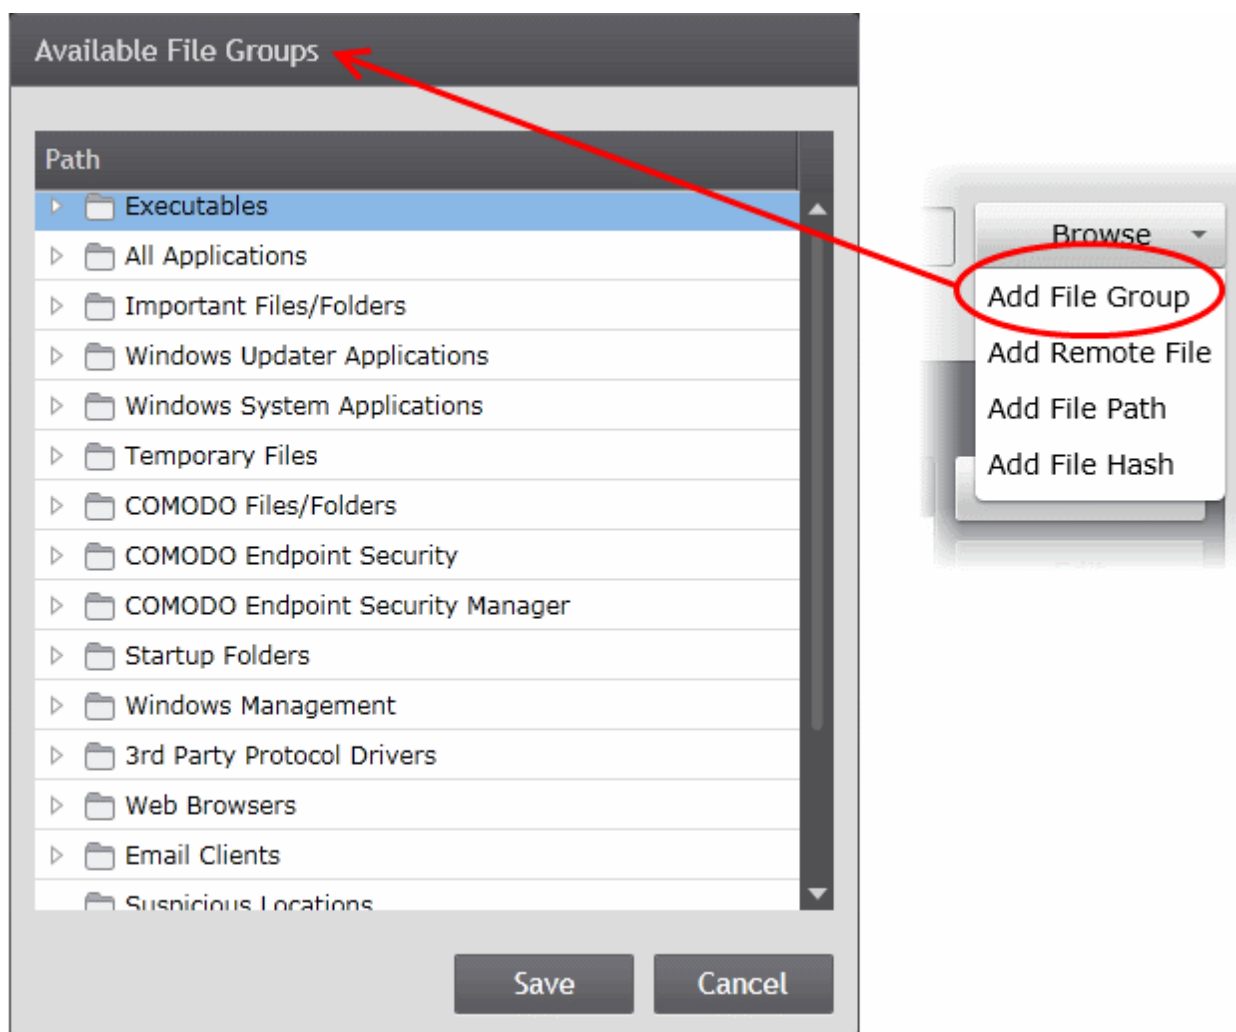 Available File Groups
Path
Executables
All Applications
Important Files/Folders
Windows Updater Applications
Windows System Applications
Temporary Files
COMODO Files/Folders
COMODO Endpoint Security
COMODO Endpoint Security Manager
Startup Folders
Windows Management
3rd Party Protocol Drivers
Web Browsers
Email Clients
Suspicious Locations
Save Cancel
Browse
Add File Group
Add Remote File
Add File Path
Add File Hash